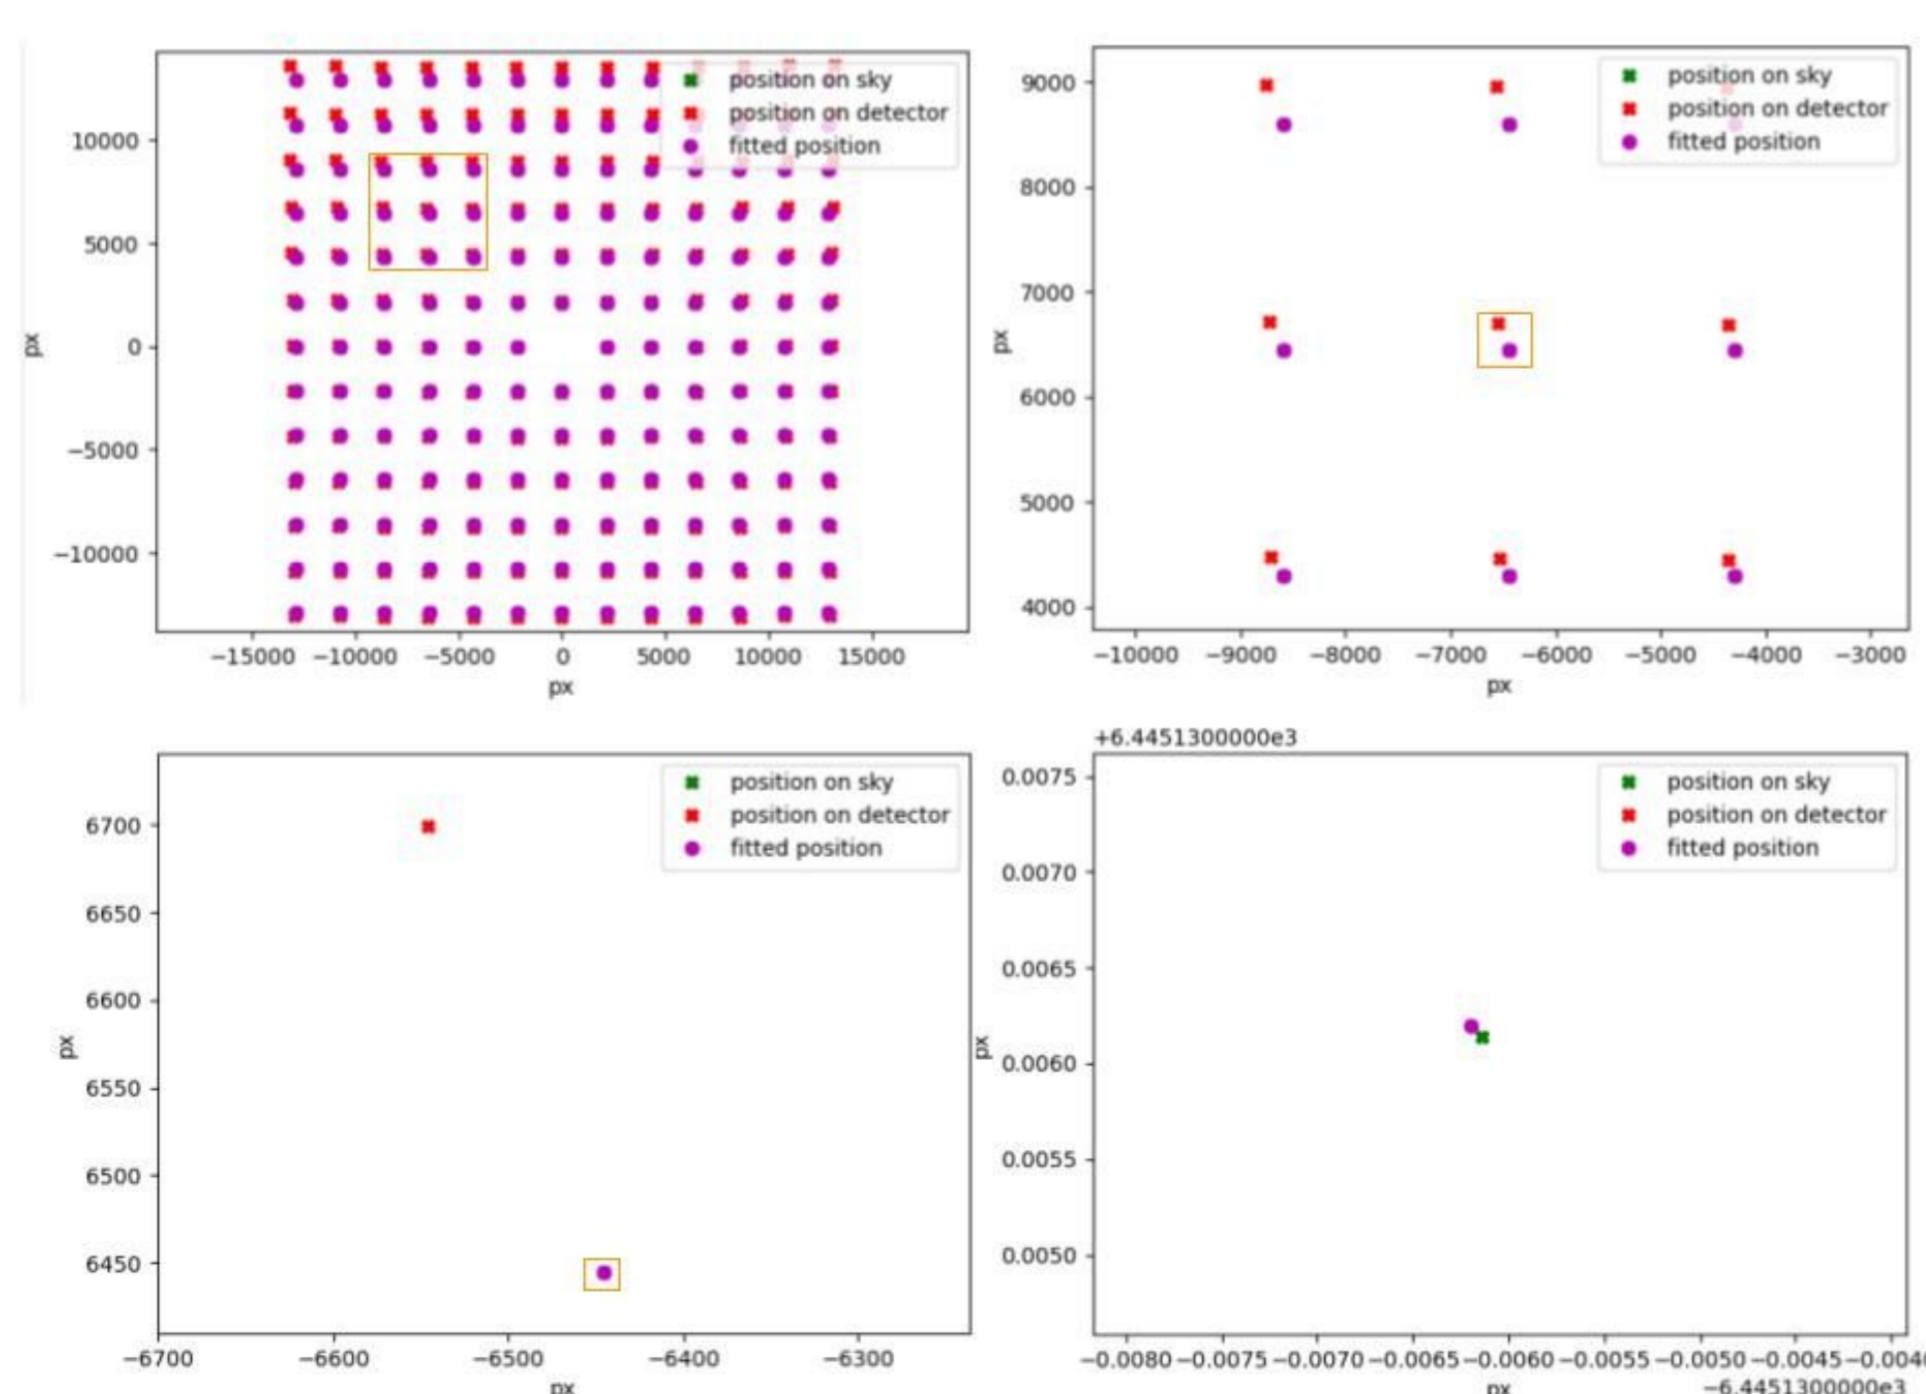 position on sky
position on detector
fitted position
10000
5000
0
−5000
−10000
px
−15000 −10000 −5000 0 5000 10000 15000
px
position on sky
position on detector
fitted position
9000
8000
7000
6000
5000
4000
px
−10000 −9000 −8000 −7000 −6000 −5000 −4000 −3000
px
position on sky
position on detector
fitted position
6700
6650
6600
6550
6500
6450
px
−6700 −6600 −6500 −6400 −6300
px
+6.4451300000e3
position on sky
position on detector
fitted position
0.0075
0.0070
0.0065
0.0060
0.0055
0.0050
px
−0.0080 −0.0075 −0.0070 −0.0065 −0.0060 −0.0055 −0.0050 −0.0045
px
−6.4451300000e3